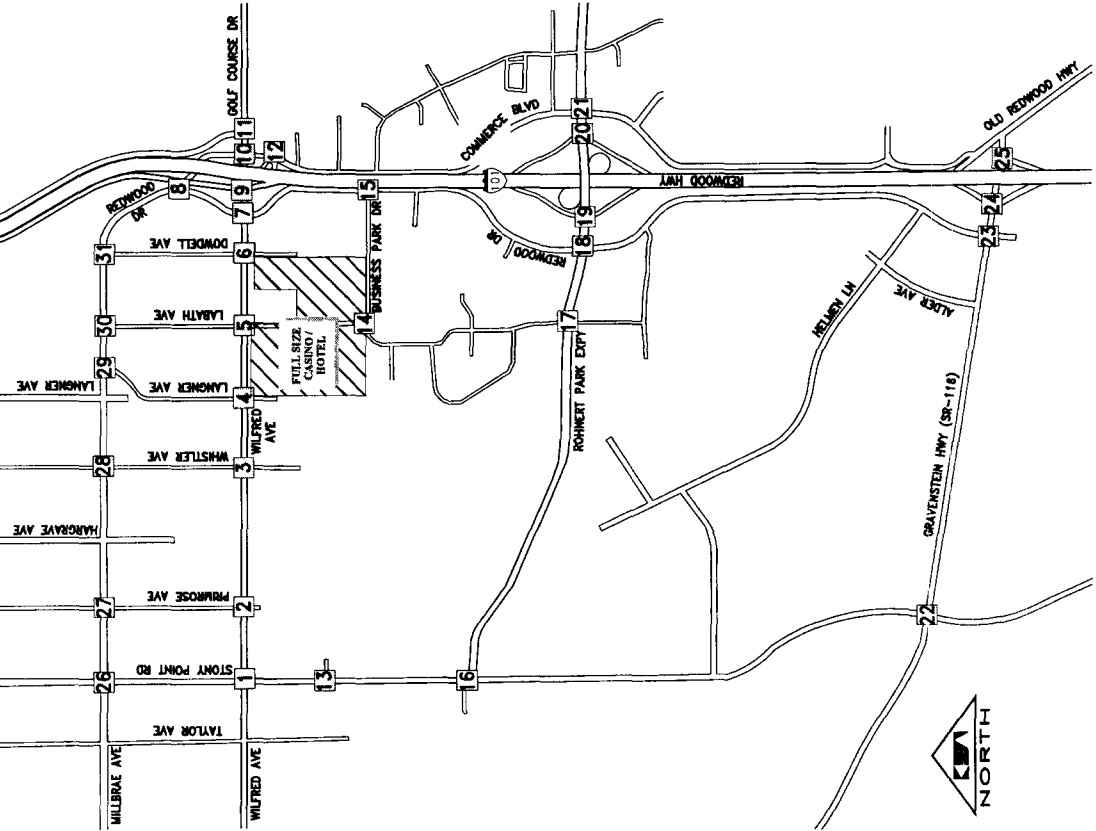 GOLF COURSE DR
11
10
12
9
8
7
REDWOOD
DR
COMMERCE BLVD
21
20
101
15
BUSINESS PARK DR
REDWOOD HWY
OLD REDWOOD HWY
25
24
23
19
18
REDWOOD
DR
31
DOWDELL AVE
6
30
LABATH AVE
5
14
FULL SIZE
CASINO /
HOTEL
17
ROHNERT PARK EXPY
HELMEN LN
ALDER AVE
29
LANGNER AVE
LANGNER AVE
4
WILFRED
AVE
28
WHISTLER AVE
3
GRAVENSTEIN HWY (SR-118)
HARGRAVE AVE
27
PRIMROSE AVE
2
22
26
STONY POINT RD
1
13
16
TAYLOR AVE
MILLBRAE AVE
WILFRED AVE
NORTH